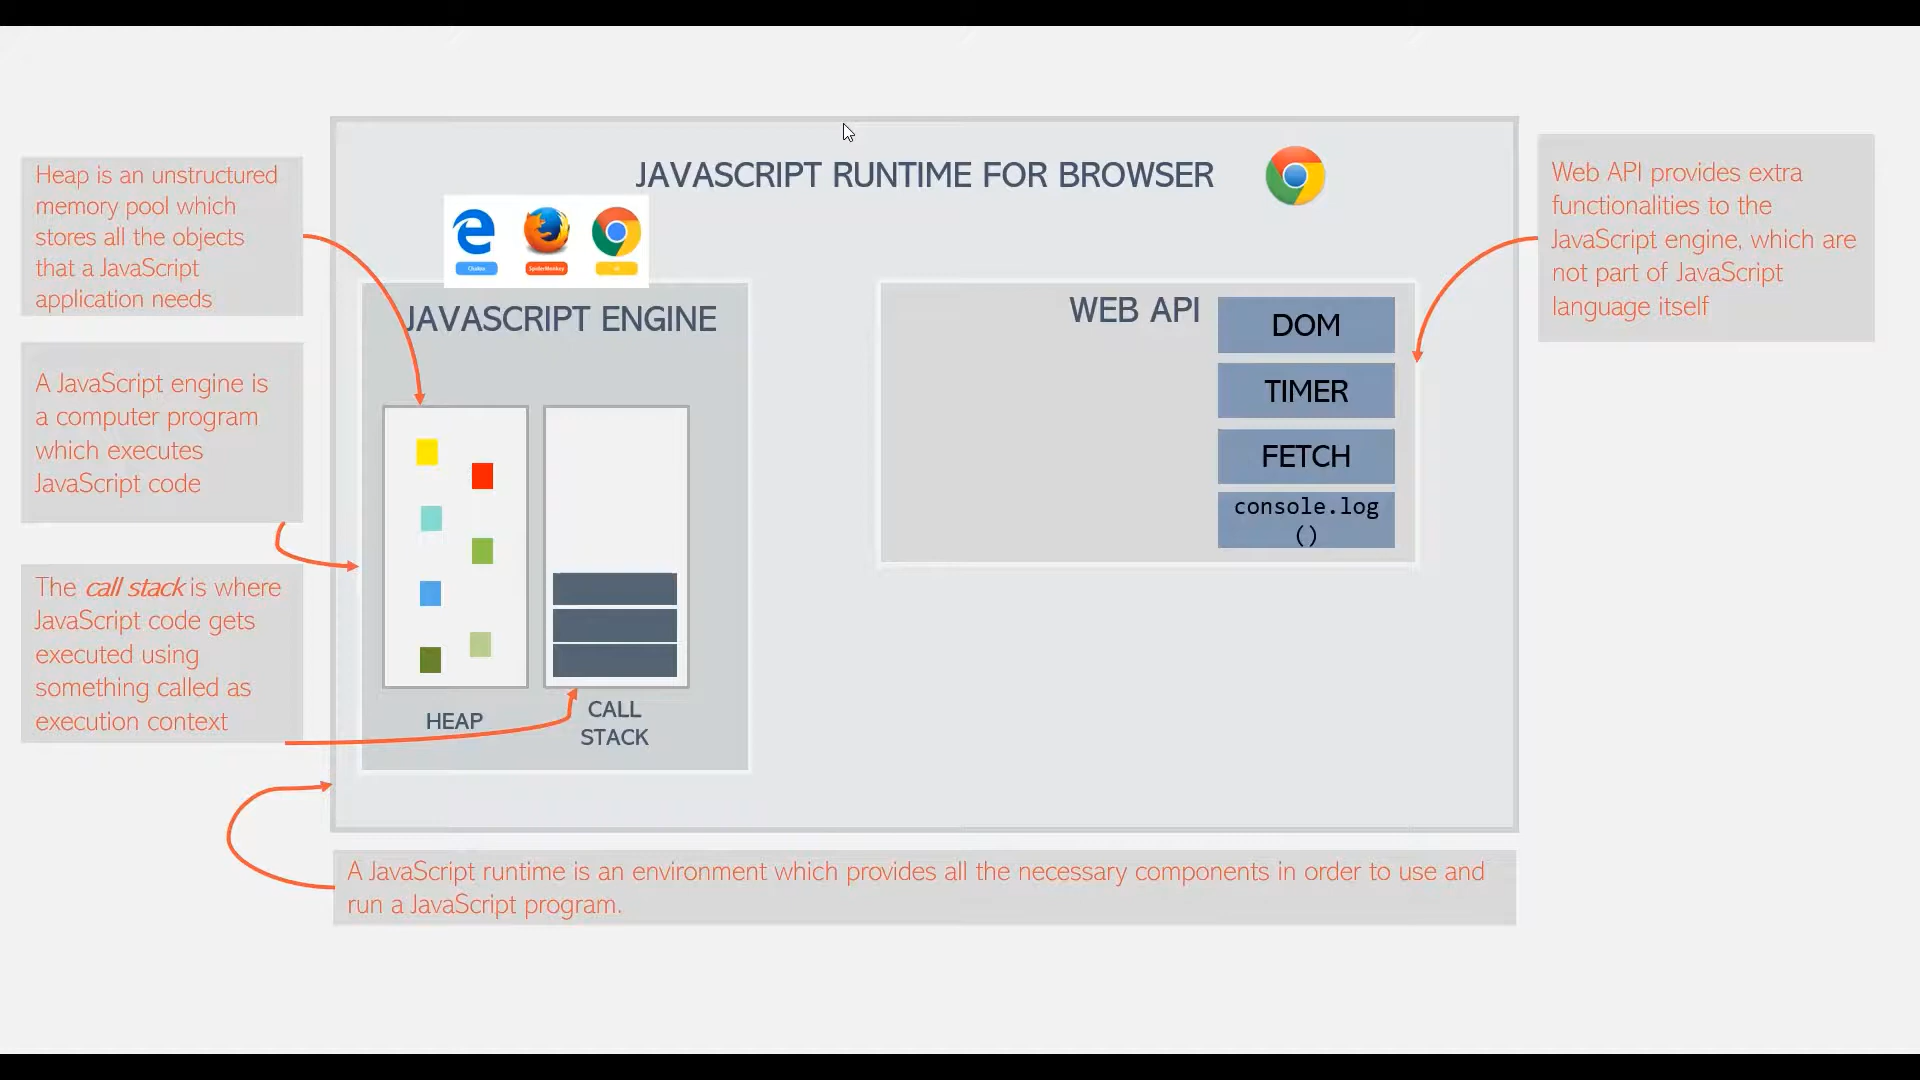 JAVASCRIPT RUNTIME FOR BROWSER
Heap is an unstructured
memory pool which
stores all the objects
that a JavaScript
application needs
A JavaScript engine is
a computer program
which executes
JavaScript code
The call stack is where
JavaScript code gets
executed using
something called as
execution context
Chakra
SpiderMonkey
V8
JAVASCRIPT ENGINE
HEAP
CALL
STACK
WEB API
DOM
TIMER
FETCH
console.log
()
Web API provides extra
functionalities to the
JavaScript engine, which are
not part of JavaScript
language itself
A JavaScript runtime is an environment which provides all the necessary components in order to use and
run a JavaScript program.